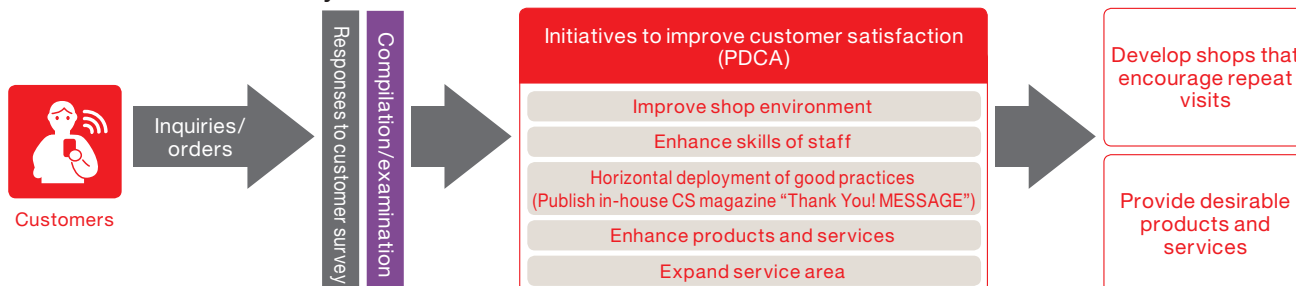 Customers
Inquiries/
orders
Responses to customer survey
Compilation/examination
Initiatives to improve customer satisfaction
(PDCA)
Improve shop environment
Enhance skills of staff
Horizontal deployment of good practices
(Publish in-house CS magazine “Thank You! MESSAGE”)
Enhance products and services
Expand service area
Develop shops that
encourage repeat
visits
Provide desirable
products and
services